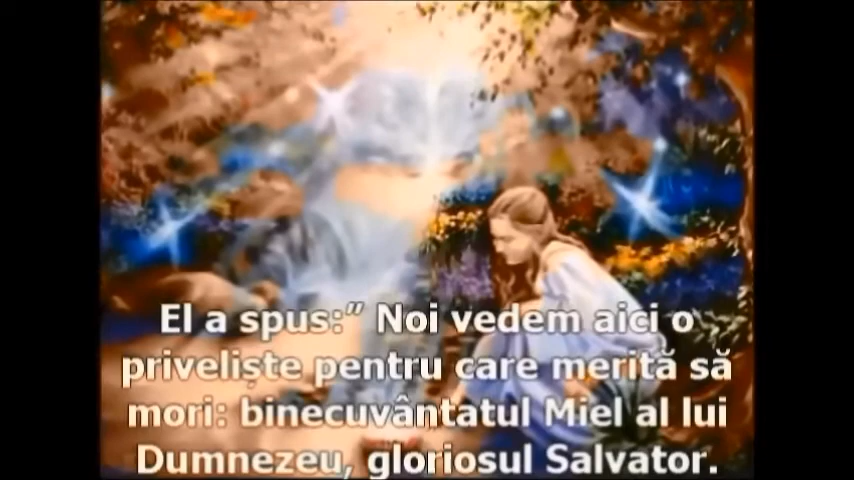 El a spus:” Noi vedem aici o
priveliște pentru care merită să
mori: binecuvântatul Miel al lui
Dumnezeu, gloriosul Salvator.